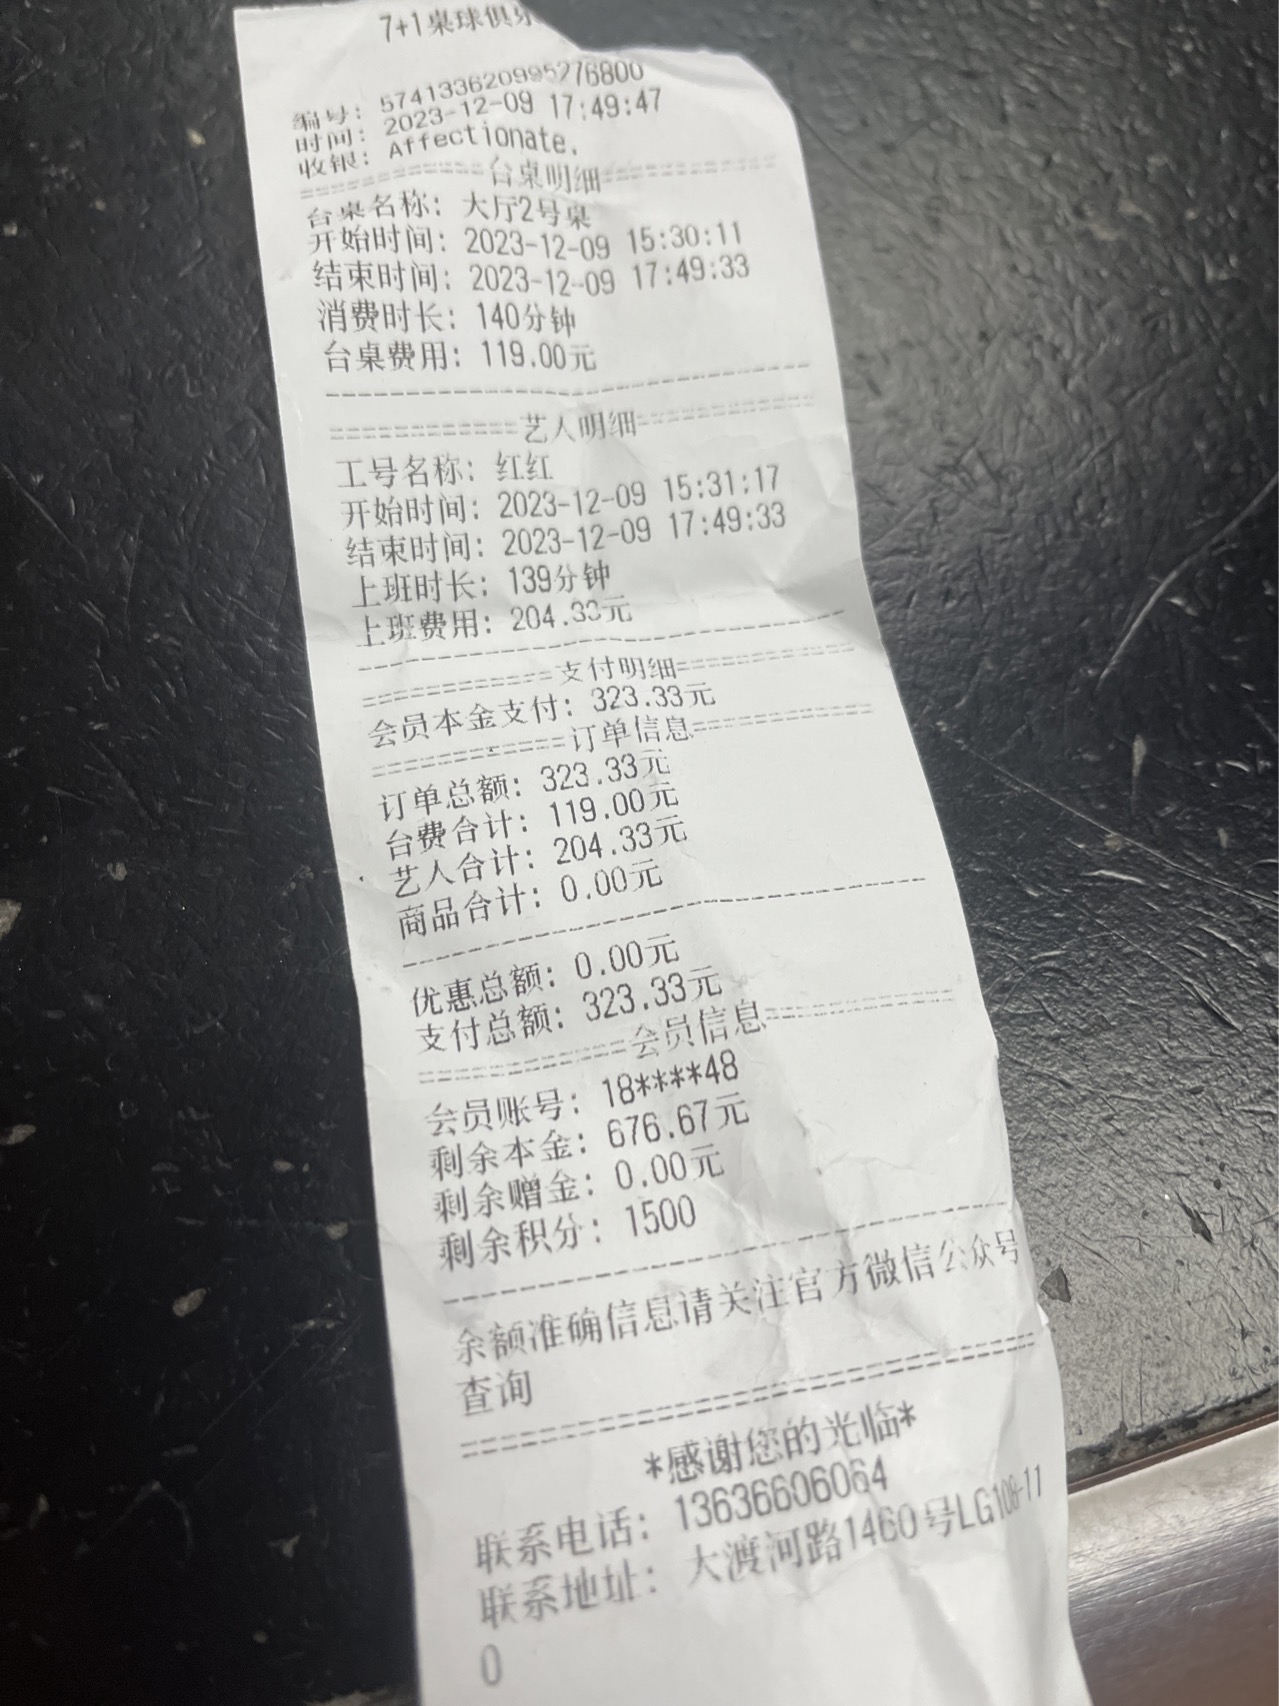 7+1桌球俱乐
编号: 574133620995276800
时间: 2023-12-09 17:49:47
收银: Affectionate.
============台桌明细============
台桌名称: 大厅2号桌
开始时间: 2023-12-09 15:30:11
结束时间: 2023-12-09 17:49:33
消费时长: 140分钟
台桌费用: 119.00元
--------------------------------
============艺人明细============
工号名称: 红红
开始时间: 2023-12-09 15:31:17
结束时间: 2023-12-09 17:49:33
上班时长: 139分钟
上班费用: 204.33元
--------------------------------
============支付明细============
会员本金支付: 323.33元
============订单信息============
订单总额: 323.33元
台费合计: 119.00元
艺人合计: 204.33元
商品合计: 0.00元
--------------------------------
优惠总额: 0.00元
支付总额: 323.33元
============会员信息============
会员账号: 18****48
剩余本金: 676.67元
剩余赠金: 0.00元
剩余积分: 1500
--------------------------------
余额准确信息请关注官方微信公众号
查询
================================
*感谢您的光临*
联系电话: 13636606064
联系地址: 大渡河路1460号LG108-11
0